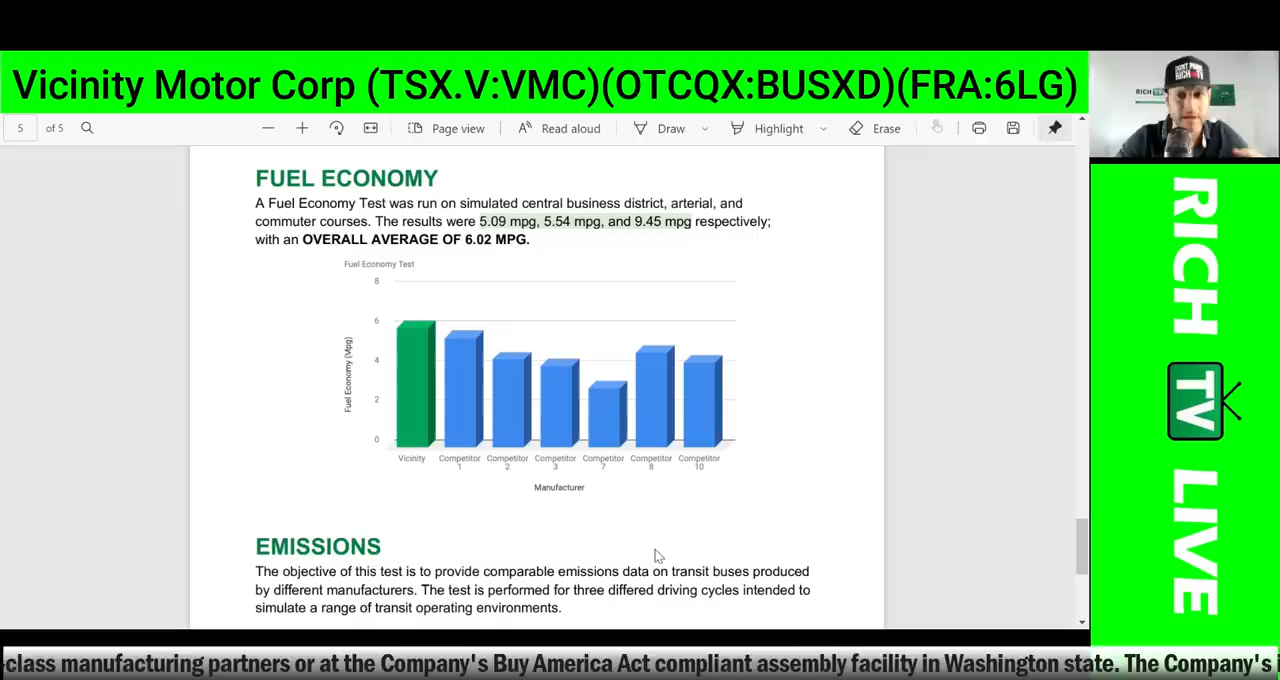 Vicinity Motor Corp (TSX.V:VMC)(OTCQX:BUSXD)(FRA:6LG)
5 of 5
Page view
Read aloud
Draw
Highlight
Erase
FUEL ECONOMY
A Fuel Economy Test was run on simulated central business district, arterial, and
commuter courses. The results were 5.09 mpg, 5.54 mpg, and 9.45 mpg respectively;
with an OVERALL AVERAGE OF 6.02 MPG.
Fuel Economy Test
8
6
4
2
0
Fuel Economy (Mpg)
Vicinity
Competitor 1
Competitor 2
Competitor 3
Competitor 7
Competitor 8
Competitor 10
Manufacturer
EMISSIONS
The objective of this test is to provide comparable emissions data on transit buses produced
by different manufacturers. The test is performed for three differed driving cycles intended to
simulate a range of transit operating environments.
RICH
TV
LIVE
-class manufacturing partners or at the Company's Buy America Act compliant assembly facility in Washington state. The Company's